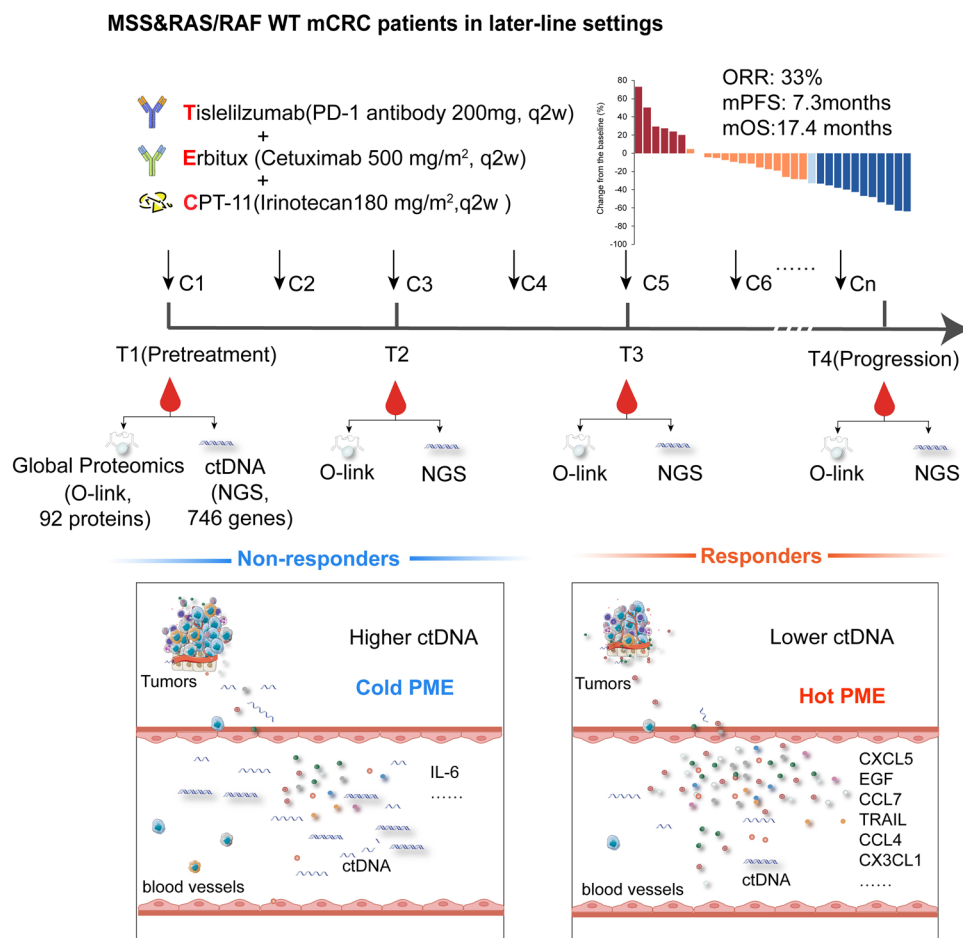 MSS&RAS/RAF WT mCRC patients in later-line settings
Tislelilzumab(PD-1 antibody 200mg, q2w)
+
Erbitux (Cetuximab 500 mg/m², q2w)
+
CPT-11(Irinotecan180 mg/m²,q2w )
Change from the baseline (%)
80
60
40
20
0
-20
-40
-60
-80
-100
ORR: 33%
mPFS: 7.3months
mOS:17.4 months
C1
C2
C3
C4
C5
C6
......
Cn
T1(Pretreatment)
T2
T3
T4(Progression)
Global Proteomics
(O-link,
92 proteins)
ctDNA
(NGS,
746 genes)
O-link
NGS
O-link
NGS
O-link
NGS
Non-responders
Tumors
Higher ctDNA
Cold PME
IL-6
......
ctDNA
blood vessels
Responders
Tumors
Lower ctDNA
Hot PME
CXCL5
EGF
CCL7
TRAIL
CCL4
CX3CL1
......
ctDNA
blood vessels